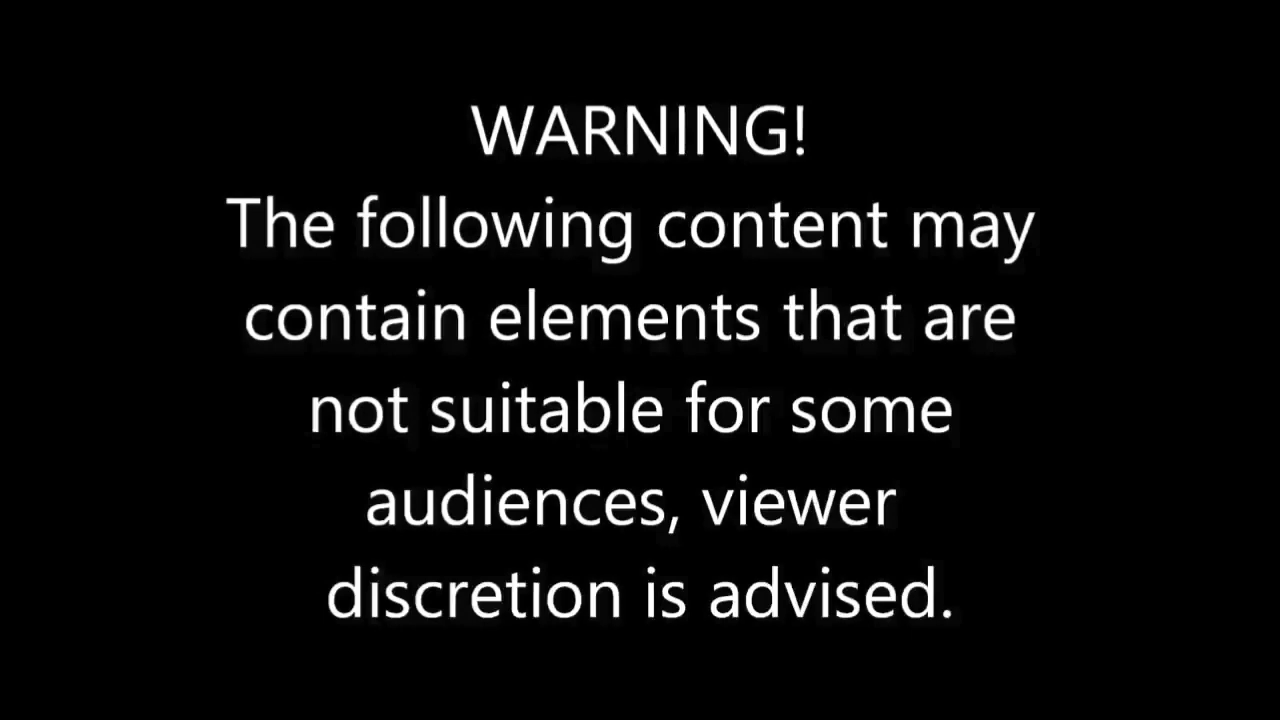 WARNING!
The following content may
contain elements that are
not suitable for some
audiences, viewer
discretion is advised.